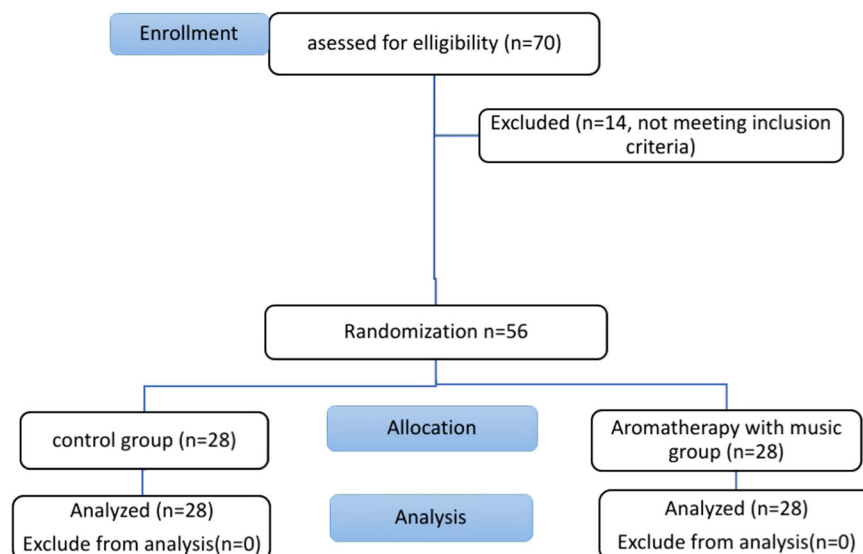 Enrollment
asessed for elligibility (n=70)
Excluded (n=14, not meeting inclusion
criteria)
Randomization n=56
control group (n=28)
Allocation
Aromatherapy with music
group (n=28)
Analyzed (n=28)
Exclude from analysis(n=0)
Analysis
Analyzed (n=28)
Exclude from analysis(n=0)